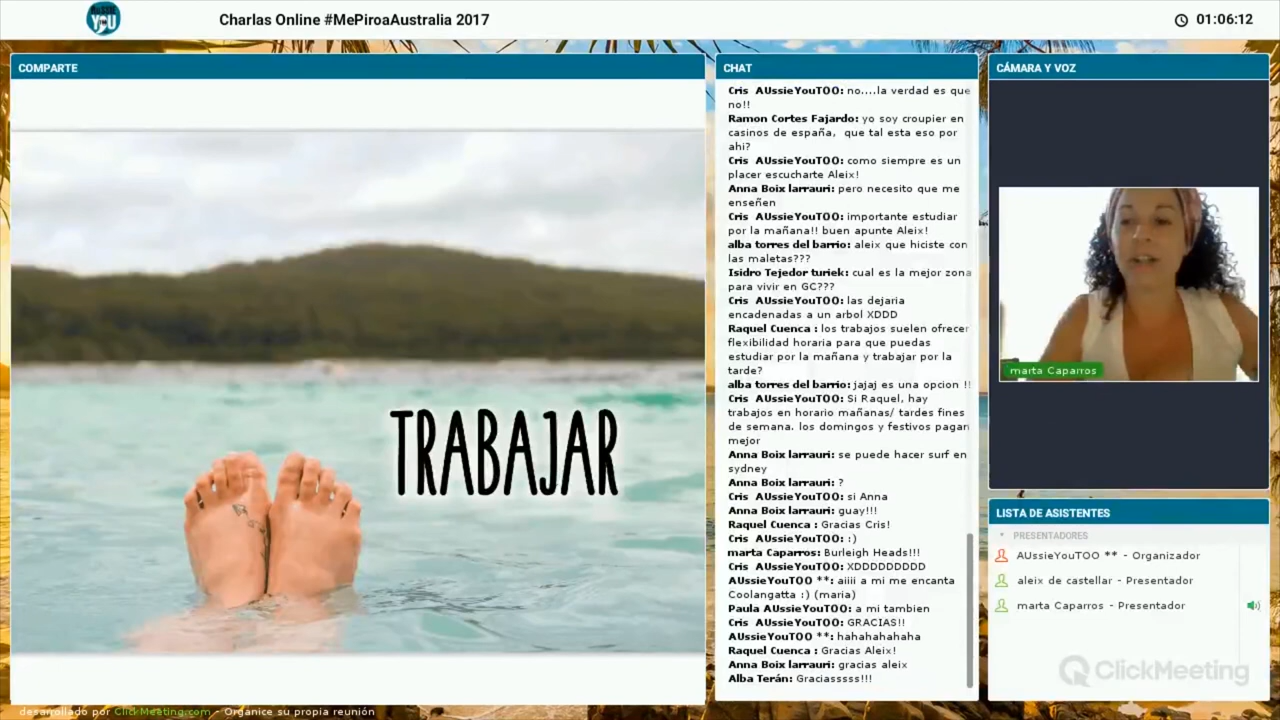 AUSSIE
YOU
TOO
Charlas Online #MePiroaAustralia 2017
01:06:12
COMPARTE
TRABAJAR
CHAT
Cris AUssieYouTOO: no....la verdad es que
no!!
Ramon Cortes Fajardo: yo soy croupier en
casinos de españa, que tal esta eso por
ahi?
Cris AUssieYouTOO: como siempre es un
placer escucharte Aleix!
Anna Boix larrauri: pero necesito que me
enseñen
Cris AUssieYouTOO: importante estudiar
por la mañana!! buen apunte Aleix!
alba torres del barrio: aleix que hiciste con
las maletas???
Isidro Tejedor turiek: cual es la mejor zona
para vivir en GC???
Cris AUssieYouTOO: las dejaria
encadenadas a un arbol XDDD
Raquel Cuenca : los trabajos suelen ofrecer
flexibilidad horaria para que puedas
estudiar por la mañana y trabajar por la
tarde?
alba torres del barrio: jajaj es una opcion !!
Cris AUssieYouTOO: Si Raquel, hay
trabajos en horario mañanas/ tardes fines
de semana. los domingos y festivos pagan
mejor
Anna Boix larrauri: se puede hacer surf en
sydney
Anna Boix larrauri: ?
Cris AUssieYouTOO: si Anna
Anna Boix larrauri: guay!!!
Raquel Cuenca : Gracias Cris!
Cris AUssieYouTOO: :)
marta Caparros: Burleigh Heads!!!
Cris AUssieYouTOO: XDDDDDDDDD
AUssieYouTOO **: aiiii a mi me encanta
Coolangatta :) (maria)
Paula AUssieYouTOO: a mi tambien
Cris AUssieYouTOO: GRACIAS!!
AUssieYouTOO **: hahahahahaha
Raquel Cuenca : Gracias Aleix!
Anna Boix larrauri: gracias aleix
Alba Terán: Graciasssss!!!
CÁMARA Y VOZ
marta Caparros
LISTA DE ASISTENTES
PRESENTADORES
AUssieYouTOO ** - Organizador
aleix de castellar - Presentador
marta Caparros - Presentador
ClickMeeting
desarrollado por ClickMeeting.com - Organice su propia reunión